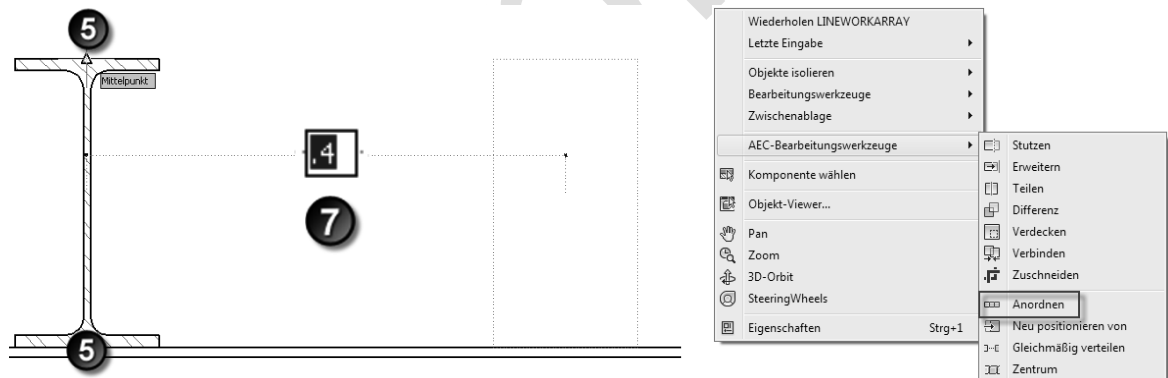 5
Mittelpunkt
.4
7
5
Wiederholen LINEWORKARRAY
Letzte Eingabe
Objekte isolieren
Bearbeitungswerkzeuge
Zwischenablage
AEC-Bearbeitungswerkzeuge
Komponente wählen
Objekt-Viewer...
Pan
Zoom
3D-Orbit
SteeringWheels
Eigenschaften Strg+1
Stutzen
Erweitern
Teilen
Differenz
Verdecken
Verbinden
Zuschneiden
Anordnen
Neu positionieren von
Gleichmäßig verteilen
Zentrum